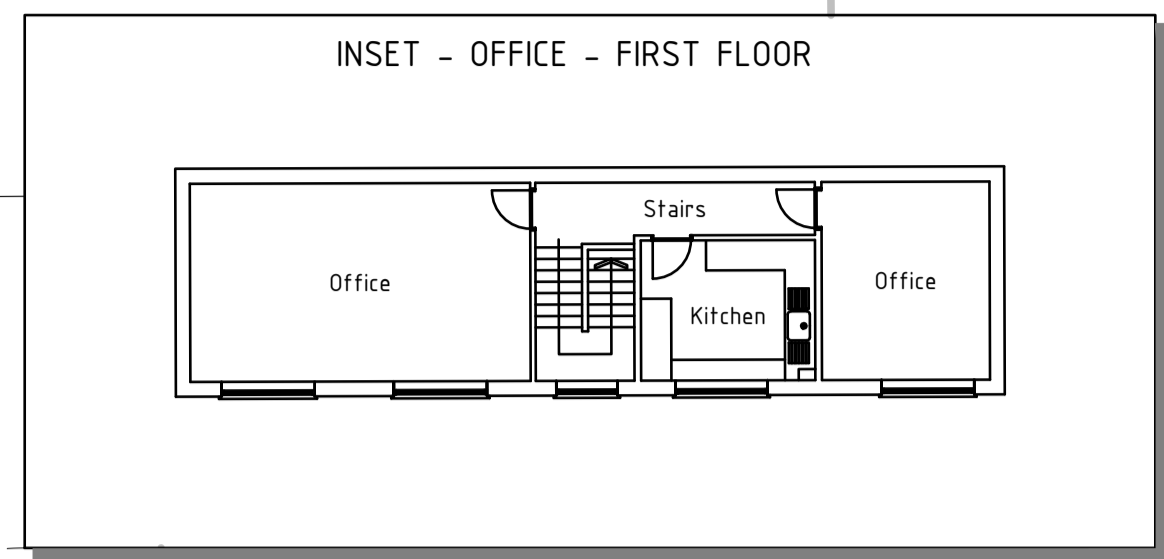 INSET - OFFICE - FIRST FLOOR
Stairs
Office
Office
Kitchen